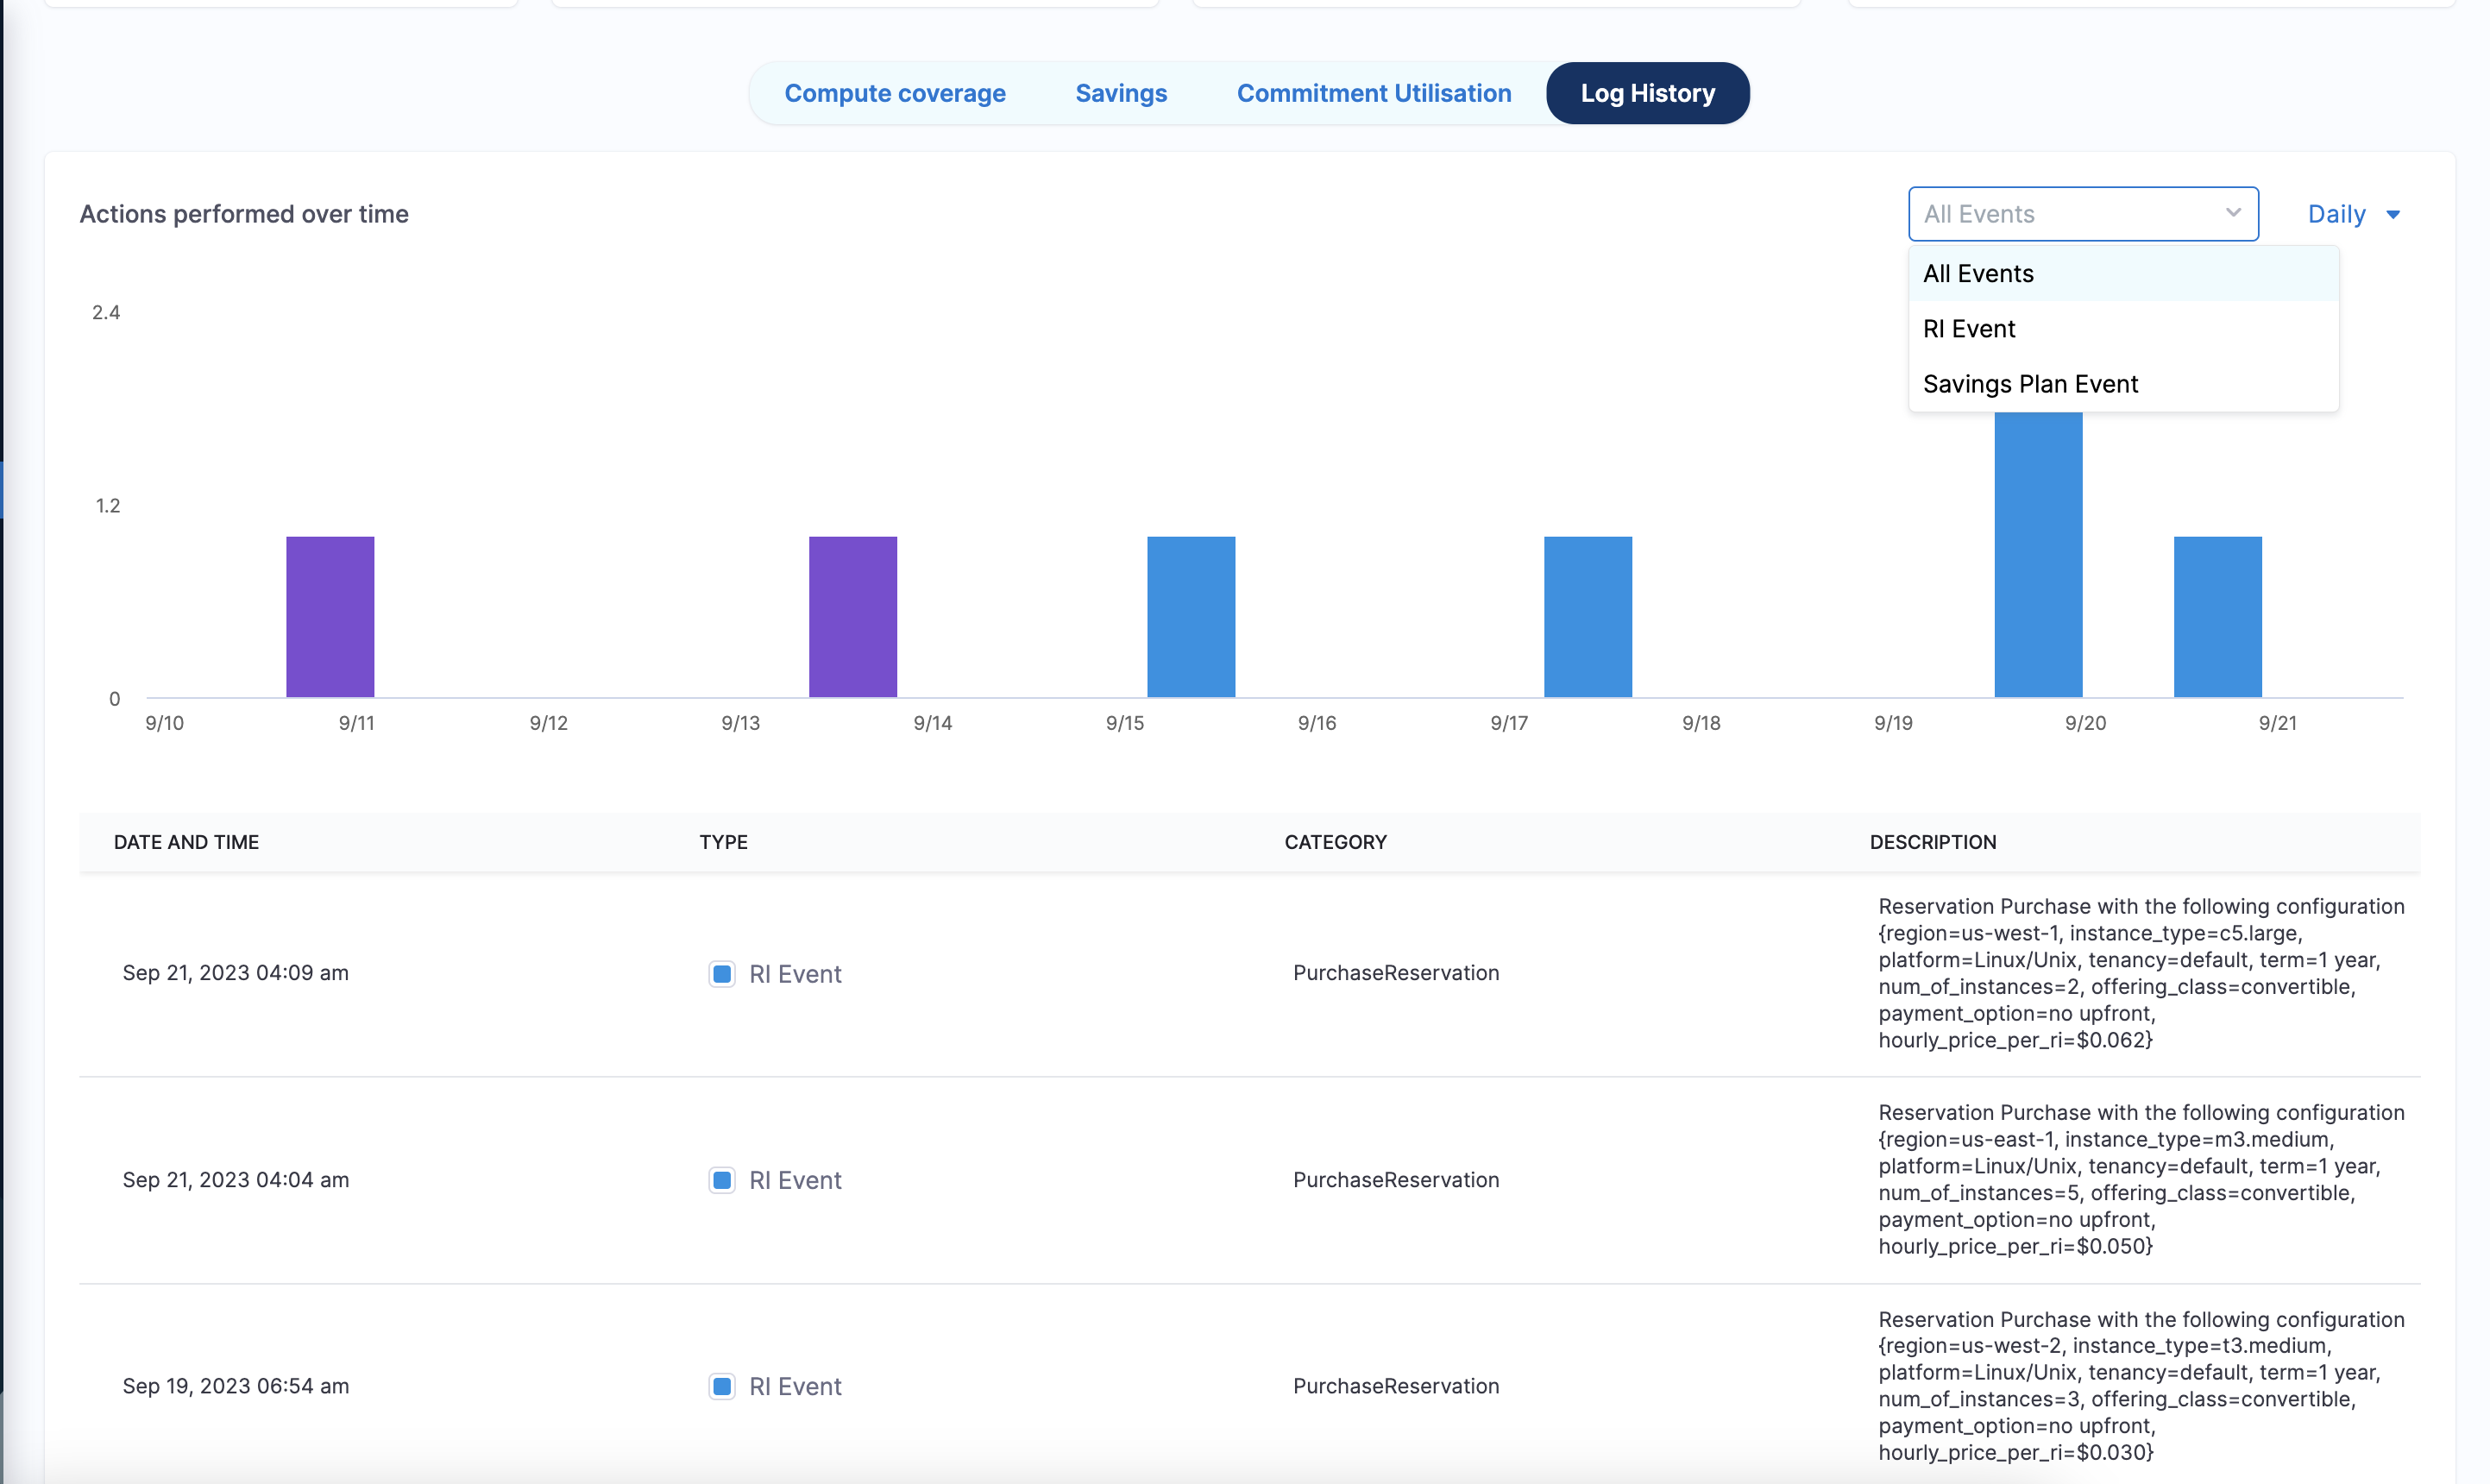 Compute coverage Savings Commitment Utilisation Log History
Actions performed over time
All Events Daily
All Events
RI Event
Savings Plan Event
2.4
1.2
0
9/10 9/11 9/12 9/13 9/14 9/15 9/16 9/17 9/18 9/19 9/20 9/21
DATE AND TIME TYPE CATEGORY DESCRIPTION
Sep 21, 2023 04:09 am RI Event PurchaseReservation
Reservation Purchase with the following configuration
{region=us-west-1, instance_type=c5.large,
platform=Linux/Unix, tenancy=default, term=1 year,
num_of_instances=2, offering_class=convertible,
payment_option=no upfront,
hourly_price_per_ri=$0.062}
Sep 21, 2023 04:04 am RI Event PurchaseReservation
Reservation Purchase with the following configuration
{region=us-east-1, instance_type=m3.medium,
platform=Linux/Unix, tenancy=default, term=1 year,
num_of_instances=5, offering_class=convertible,
payment_option=no upfront,
hourly_price_per_ri=$0.050}
Sep 19, 2023 06:54 am RI Event PurchaseReservation
Reservation Purchase with the following configuration
{region=us-west-2, instance_type=t3.medium,
platform=Linux/Unix, tenancy=default, term=1 year,
num_of_instances=3, offering_class=convertible,
payment_option=no upfront,
hourly_price_per_ri=$0.030}